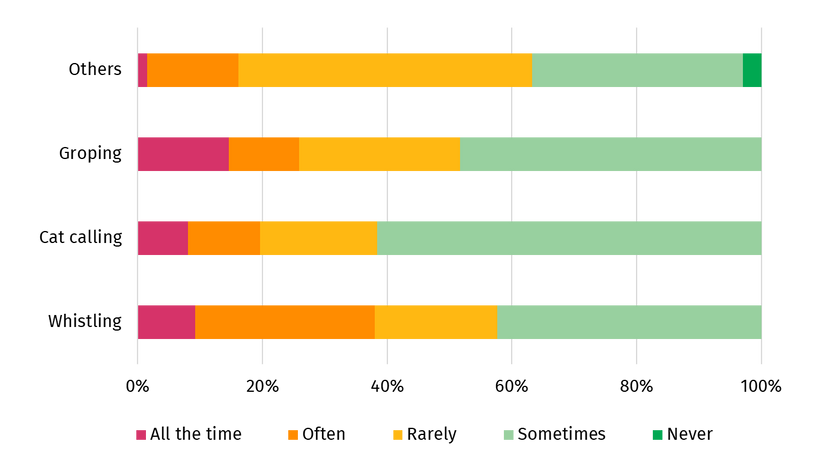 Others
Groping
Cat calling
Whistling
0% 20% 40% 60% 80% 100%
All the time Often Rarely Sometimes Never